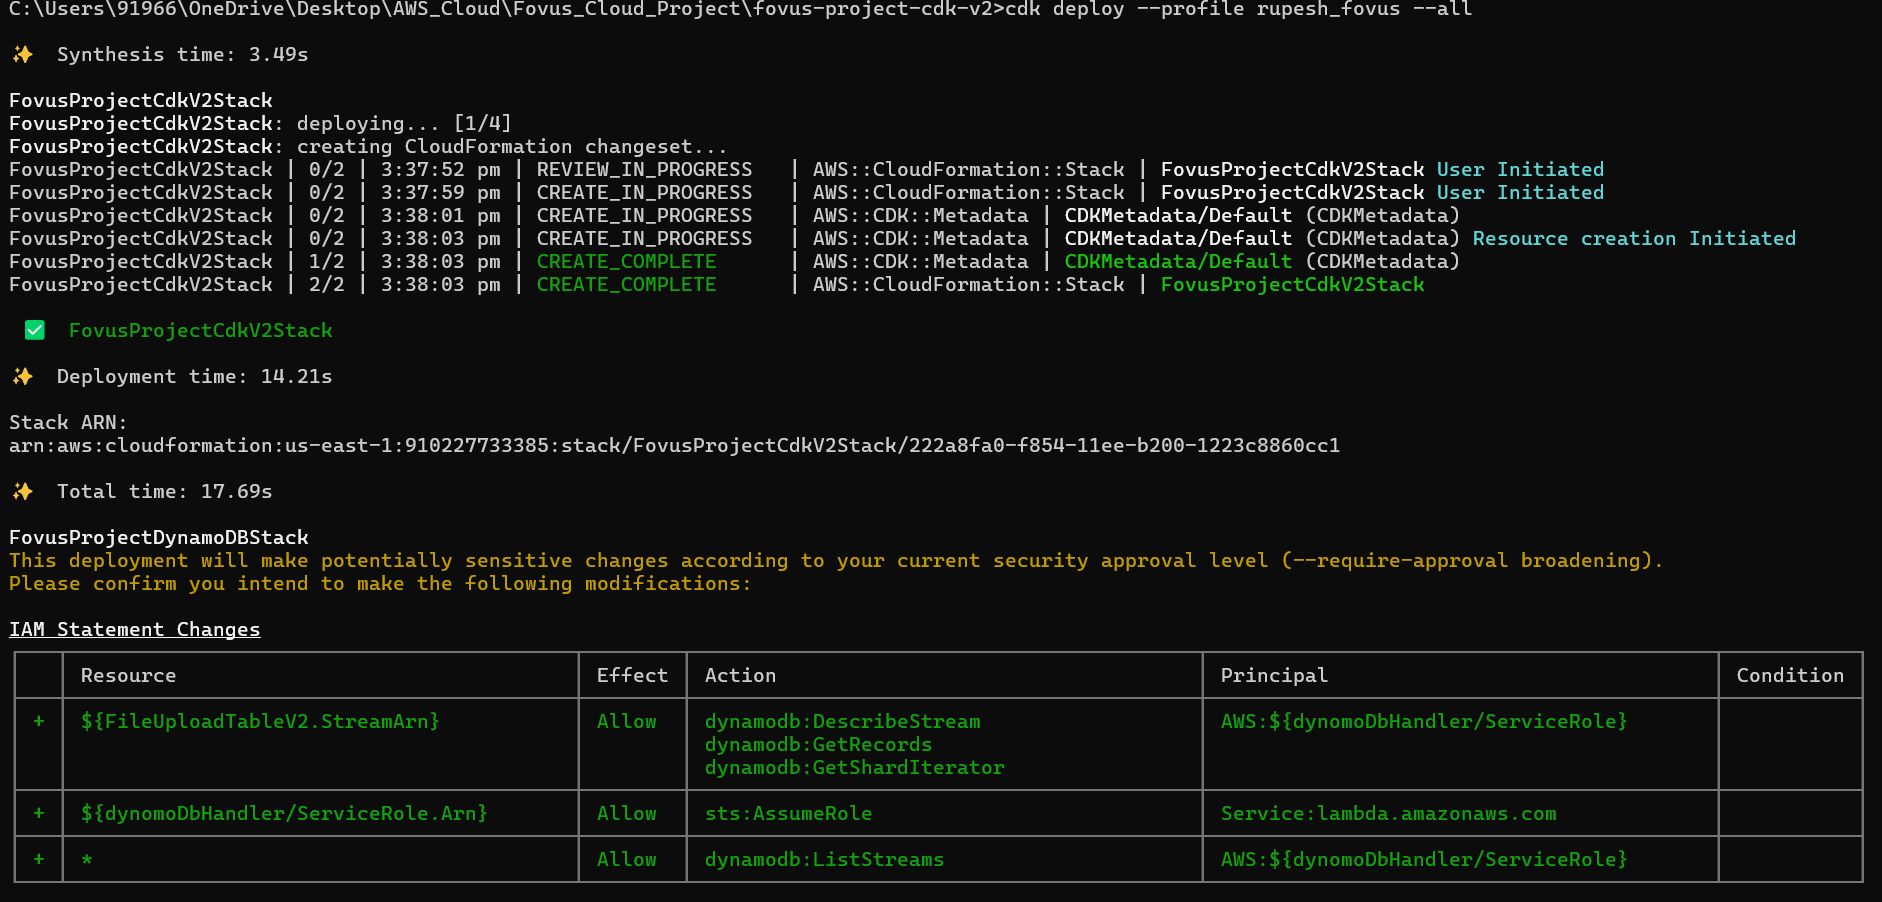 C:\Users\91966\OneDrive\Desktop\AWS_Cloud\Fovus_Cloud_Project\fovus-project-cdk-v2>cdk deploy --profile rupesh_fovus --all
✨  Synthesis time: 3.49s
FovusProjectCdkV2Stack
FovusProjectCdkV2Stack: deploying... [1/4]
FovusProjectCdkV2Stack: creating CloudFormation changeset...
FovusProjectCdkV2Stack | 0/2 | 3:37:52 pm | REVIEW_IN_PROGRESS   | AWS::CloudFormation::Stack | FovusProjectCdkV2Stack User Initiated
FovusProjectCdkV2Stack | 0/2 | 3:37:59 pm | CREATE_IN_PROGRESS   | AWS::CloudFormation::Stack | FovusProjectCdkV2Stack User Initiated
FovusProjectCdkV2Stack | 0/2 | 3:38:01 pm | CREATE_IN_PROGRESS   | AWS::CDK::Metadata | CDKMetadata/Default (CDKMetadata)
FovusProjectCdkV2Stack | 0/2 | 3:38:03 pm | CREATE_IN_PROGRESS   | AWS::CDK::Metadata | CDKMetadata/Default (CDKMetadata) Resource creation Initiated
FovusProjectCdkV2Stack | 1/2 | 3:38:03 pm | CREATE_COMPLETE      | AWS::CDK::Metadata | CDKMetadata/Default (CDKMetadata)
FovusProjectCdkV2Stack | 2/2 | 3:38:03 pm | CREATE_COMPLETE      | AWS::CloudFormation::Stack | FovusProjectCdkV2Stack
✅  FovusProjectCdkV2Stack
✨  Deployment time: 14.21s
Stack ARN:
arn:aws:cloudformation:us-east-1:910227733385:stack/FovusProjectCdkV2Stack/222a8fa0-f854-11ee-b200-1223c8860cc1
✨  Total time: 17.69s
FovusProjectDynamoDBStack
This deployment will make potentially sensitive changes according to your current security approval level (--require-approval broadening).
Please confirm you intend to make the following modifications:
IAM Statement Changes
Resource | Effect | Action | Principal | Condition
+ | ${FileUploadTableV2.StreamArn} | Allow | dynamodb:DescribeStream | AWS:${dynomoDbHandler/ServiceRole}
dynamodb:GetRecords
dynamodb:GetShardIterator
+ | ${dynomoDbHandler/ServiceRole.Arn} | Allow | sts:AssumeRole | Service:lambda.amazonaws.com
+ | * | Allow | dynamodb:ListStreams | AWS:${dynomoDbHandler/ServiceRole}